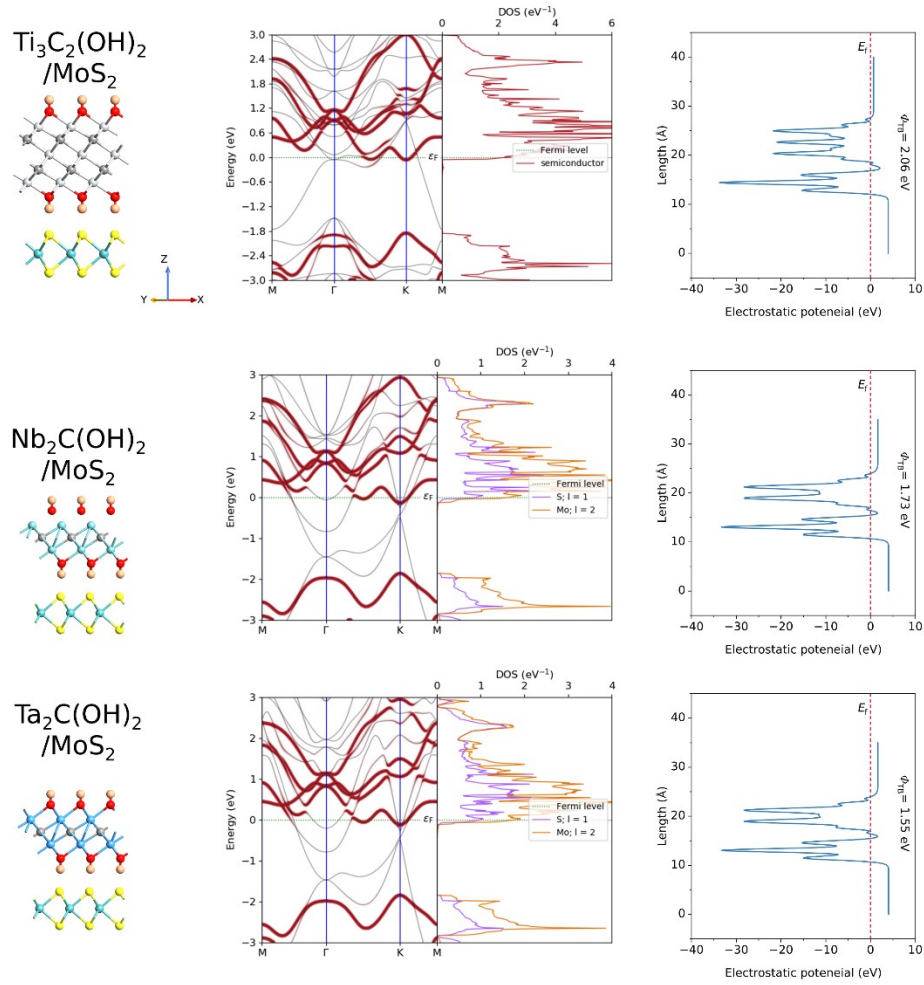 Ti3C2(OH)2
/MoS2
Z
Y
X
DOS (eV−1)
0 2 4 6
Energy (eV)
3.0
2.4
1.8
1.2
0.6
0.0
−0.6
−1.2
−1.8
−2.4
−3.0
εF
Fermi level
semiconductor
M Γ K M
Ef
Length (Å)
40
30
20
10
0
ΦTB= 2.06 eV
−40 −30 −20 −10 0 10
Electrostatic poteneial (eV)
Nb2C(OH)2
/MoS2
DOS (eV−1)
0 1 2 3 4
Energy (eV)
3
2
1
0
−1
−2
−3
εF
Fermi level
S; l = 1
Mo; l = 2
M Γ K M
Ef
Length (Å)
40
30
20
10
0
ΦTB= 1.73 eV
−40 −30 −20 −10 0 10
Electrostatic poteneial (eV)
Ta2C(OH)2
/MoS2
DOS (eV−1)
0 1 2 3 4
Energy (eV)
3
2
1
0
−1
−2
−3
εF
Fermi level
S; l = 1
Mo; l = 2
M Γ K M
Ef
Length (Å)
40
30
20
10
0
ΦTB= 1.55 eV
−40 −30 −20 −10 0 10
Electrostatic poteneial (eV)